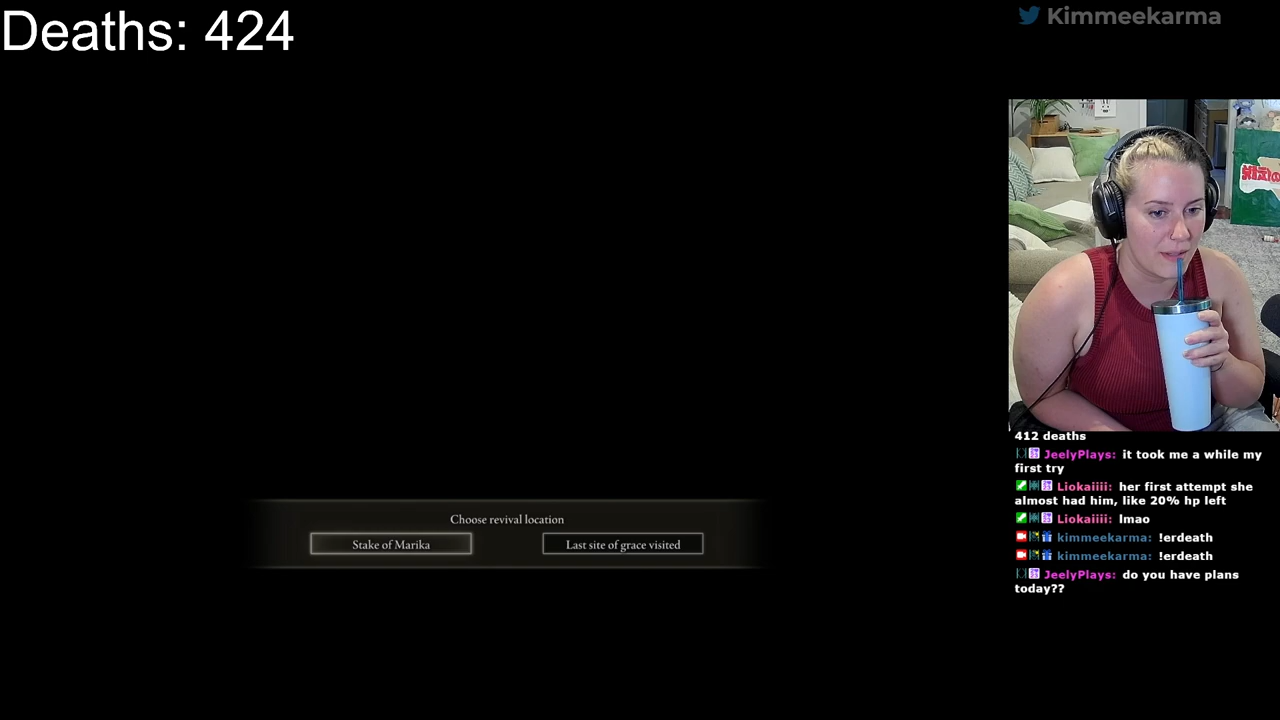 Deaths: 424
Kimmeekarma
412 deaths
JeelyPlays: it took me a while my
first try
Liokaiiii: her first attempt she
almost had him, like 20% hp left
Liokaiiii: lmao
kimmeekarma: !erdeath
kimmeekarma: !erdeath
JeelyPlays: do you have plans
today??
Choose revival location
Stake of Marika
Last site of grace visited